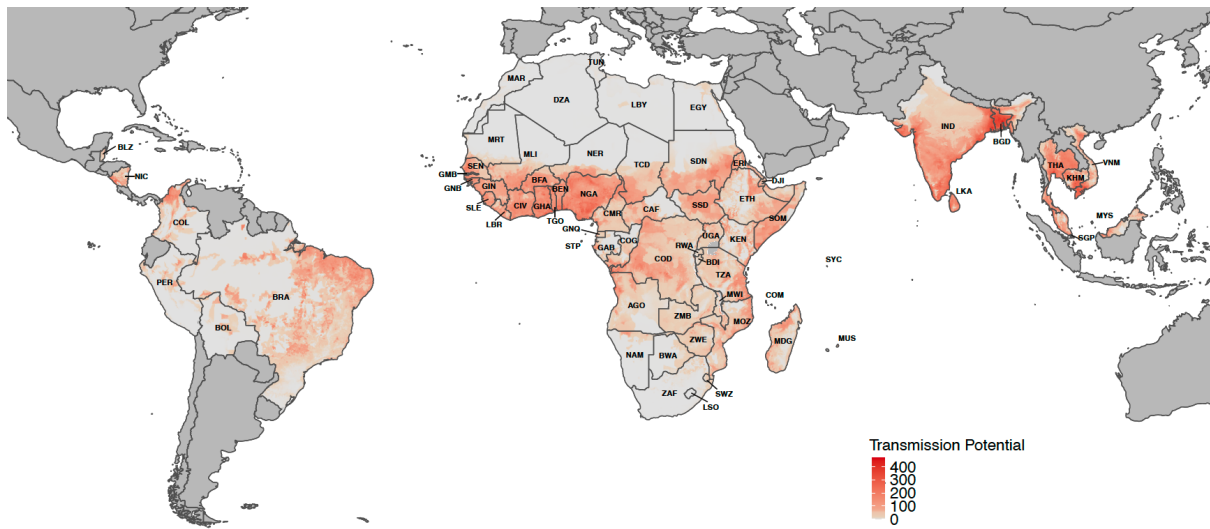 TUN
MAR
DZA
LBY
EGY
IND
BLZ
MRT
MLI
NER
TCD
SDN
ERI
BGD
VNM
NIC
SEN
GMB
GNB
GIN
BFA
BEN
NGA
DJI
THA
KHM
SLE
CIV
GHA
CMR
CAF
SSD
ETH
LKA
COL
LBR
TGO
SOM
MYS
GNQ
STP
GAB
COG
UGA
KEN
SGP
RWA
COD
BDI
SYC
PER
BRA
TZA
AGO
MWI
COM
BOL
ZMB
MOZ
ZWE
MDG
MUS
NAM
BWA
ZAF
SWZ
LSO
Transmission Potential
400
300
200
100
0